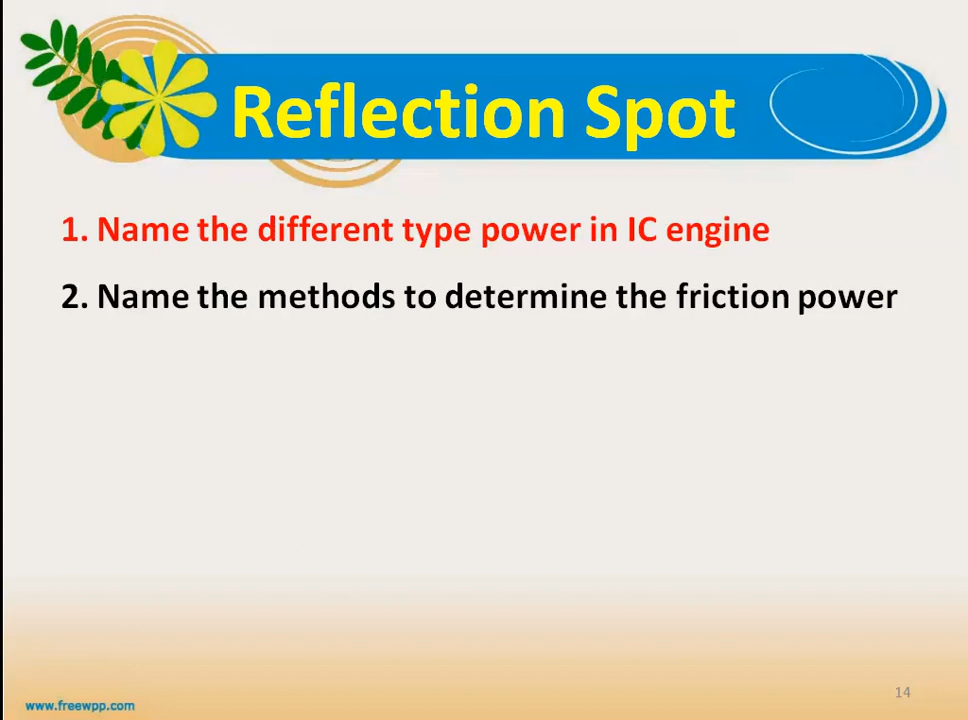 Reflection Spot
1. Name the different type power in IC engine
2. Name the methods to determine the friction power
14
www.freewpp.com